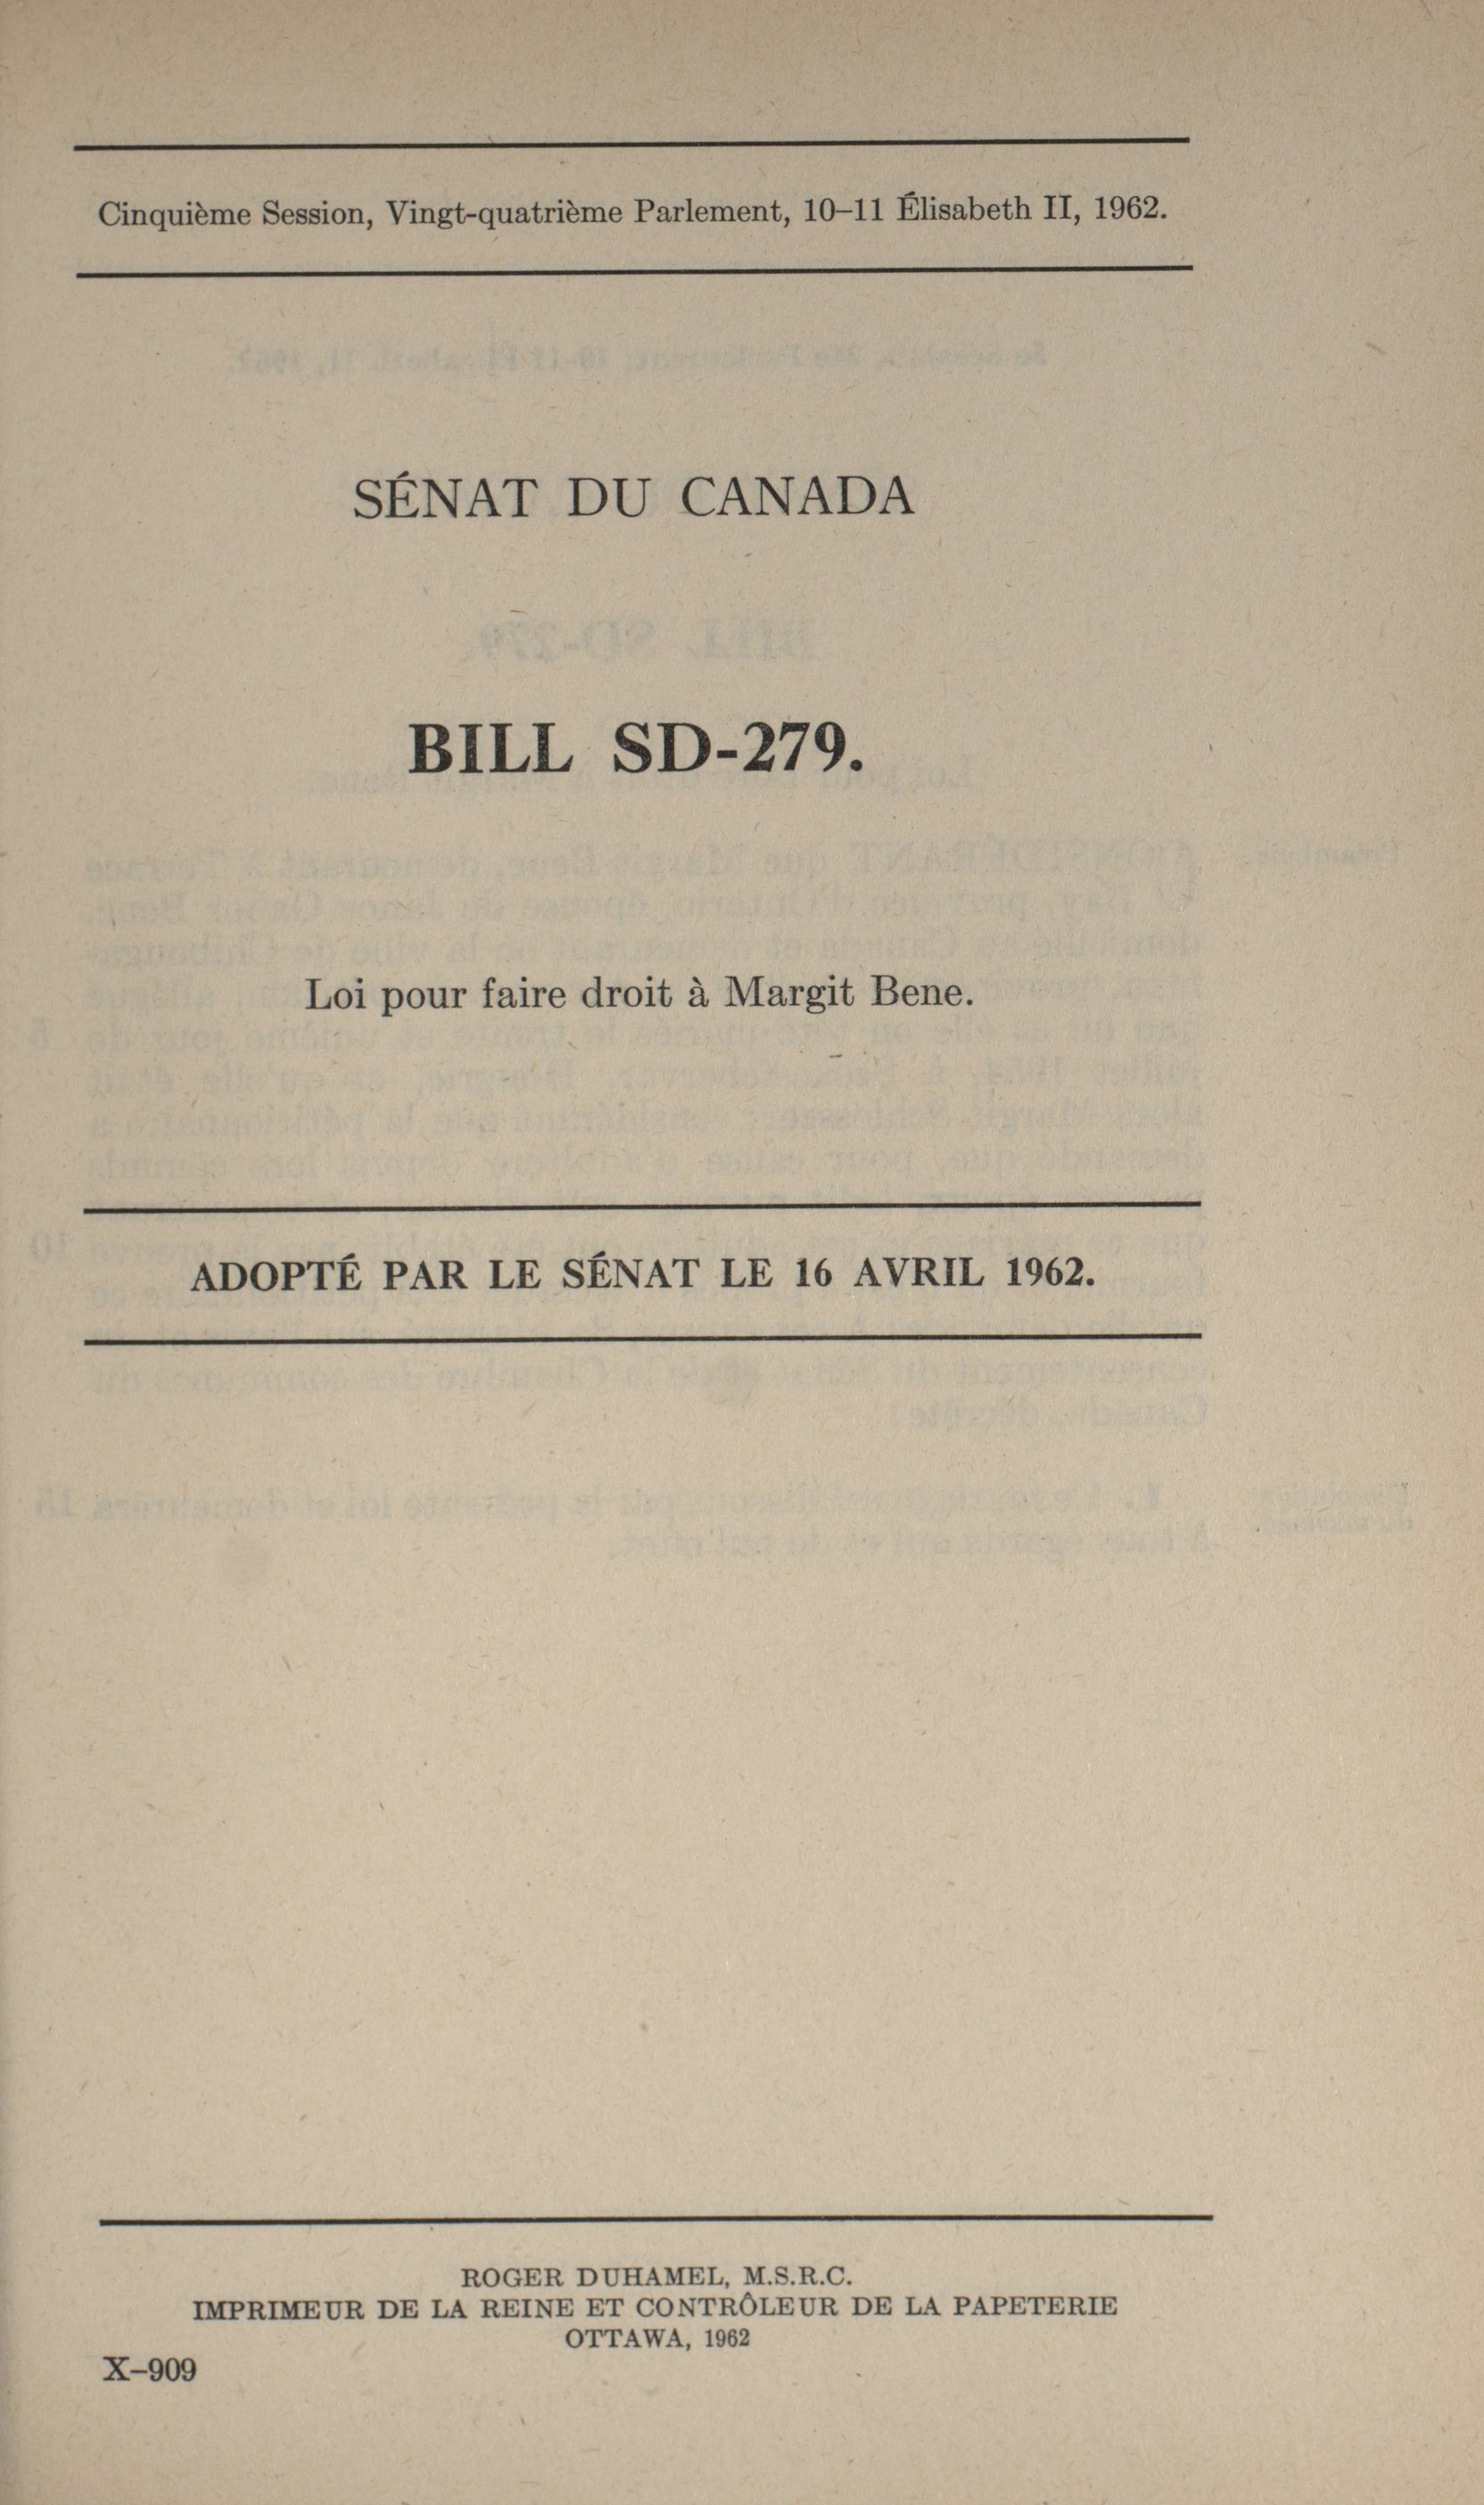 Cinquième Session, Vingt-quatrième Parlement, 10–11 Élisabeth II, 1962.
SÉNAT DU CANADA
BILL SD-279.
Loi pour faire droit à Margit Bene.
ADOPTÉ PAR LE SÉNAT LE 16 AVRIL 1962.
ROGER DUHAMEL, M.S.R.C.
IMPRIMEUR DE LA REINE ET CONTRÔLEUR DE LA PAPETERIE
OTTAWA, 1962
X–909